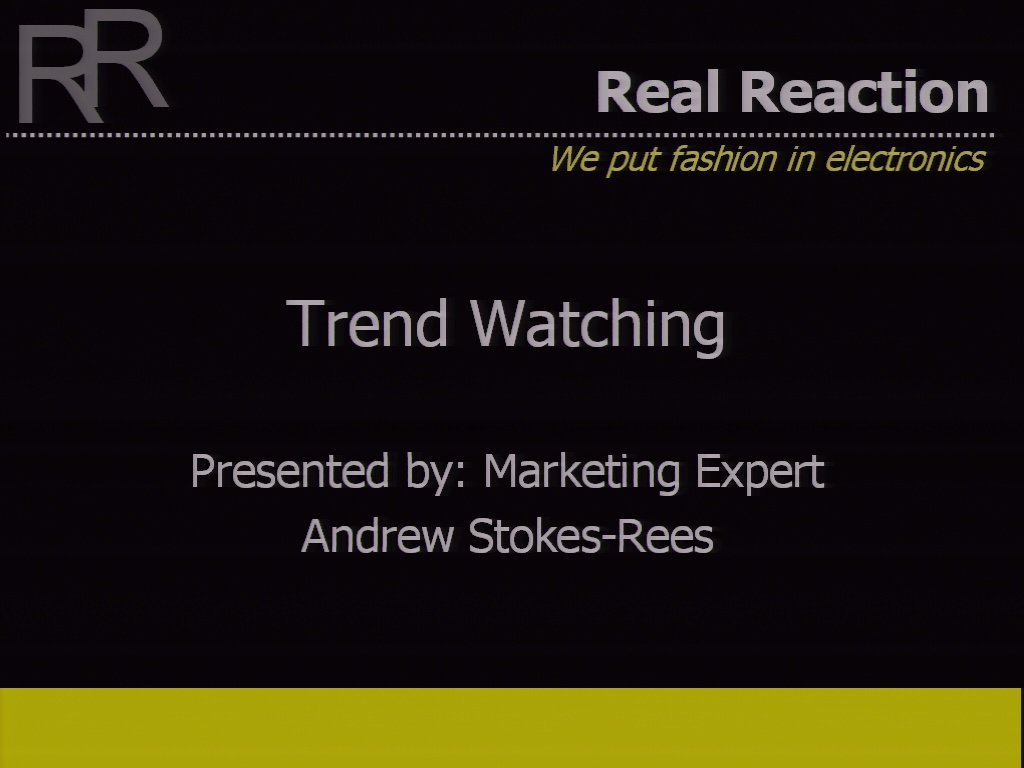 RR
Real Reaction
We put fashion in electronics
Trend Watching
Presented by: Marketing Expert
Andrew Stokes-Rees